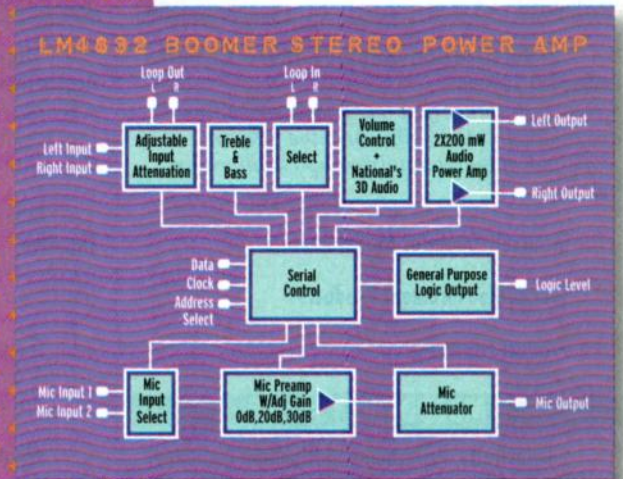 LM4832 BOOMER STEREO POWER AMP
Loop Out
L R
Loop In
L R
Left Input
Right Input
Adjustable
Input
Attenuation
Treble
&
Bass
Select
Volume
Control
+
National's
3D Audio
2X200 mW
Audio
Power Amp
Left Output
Right Output
Data
Clock
Address
Select
Serial
Control
General Purpose
Logic Output
Logic Level
Mic Input 1
Mic Input 2
Mic
Input
Select
Mic Preamp
W/Adj Gain
0dB,20dB,30dB
Mic
Attenuator
Mic Output